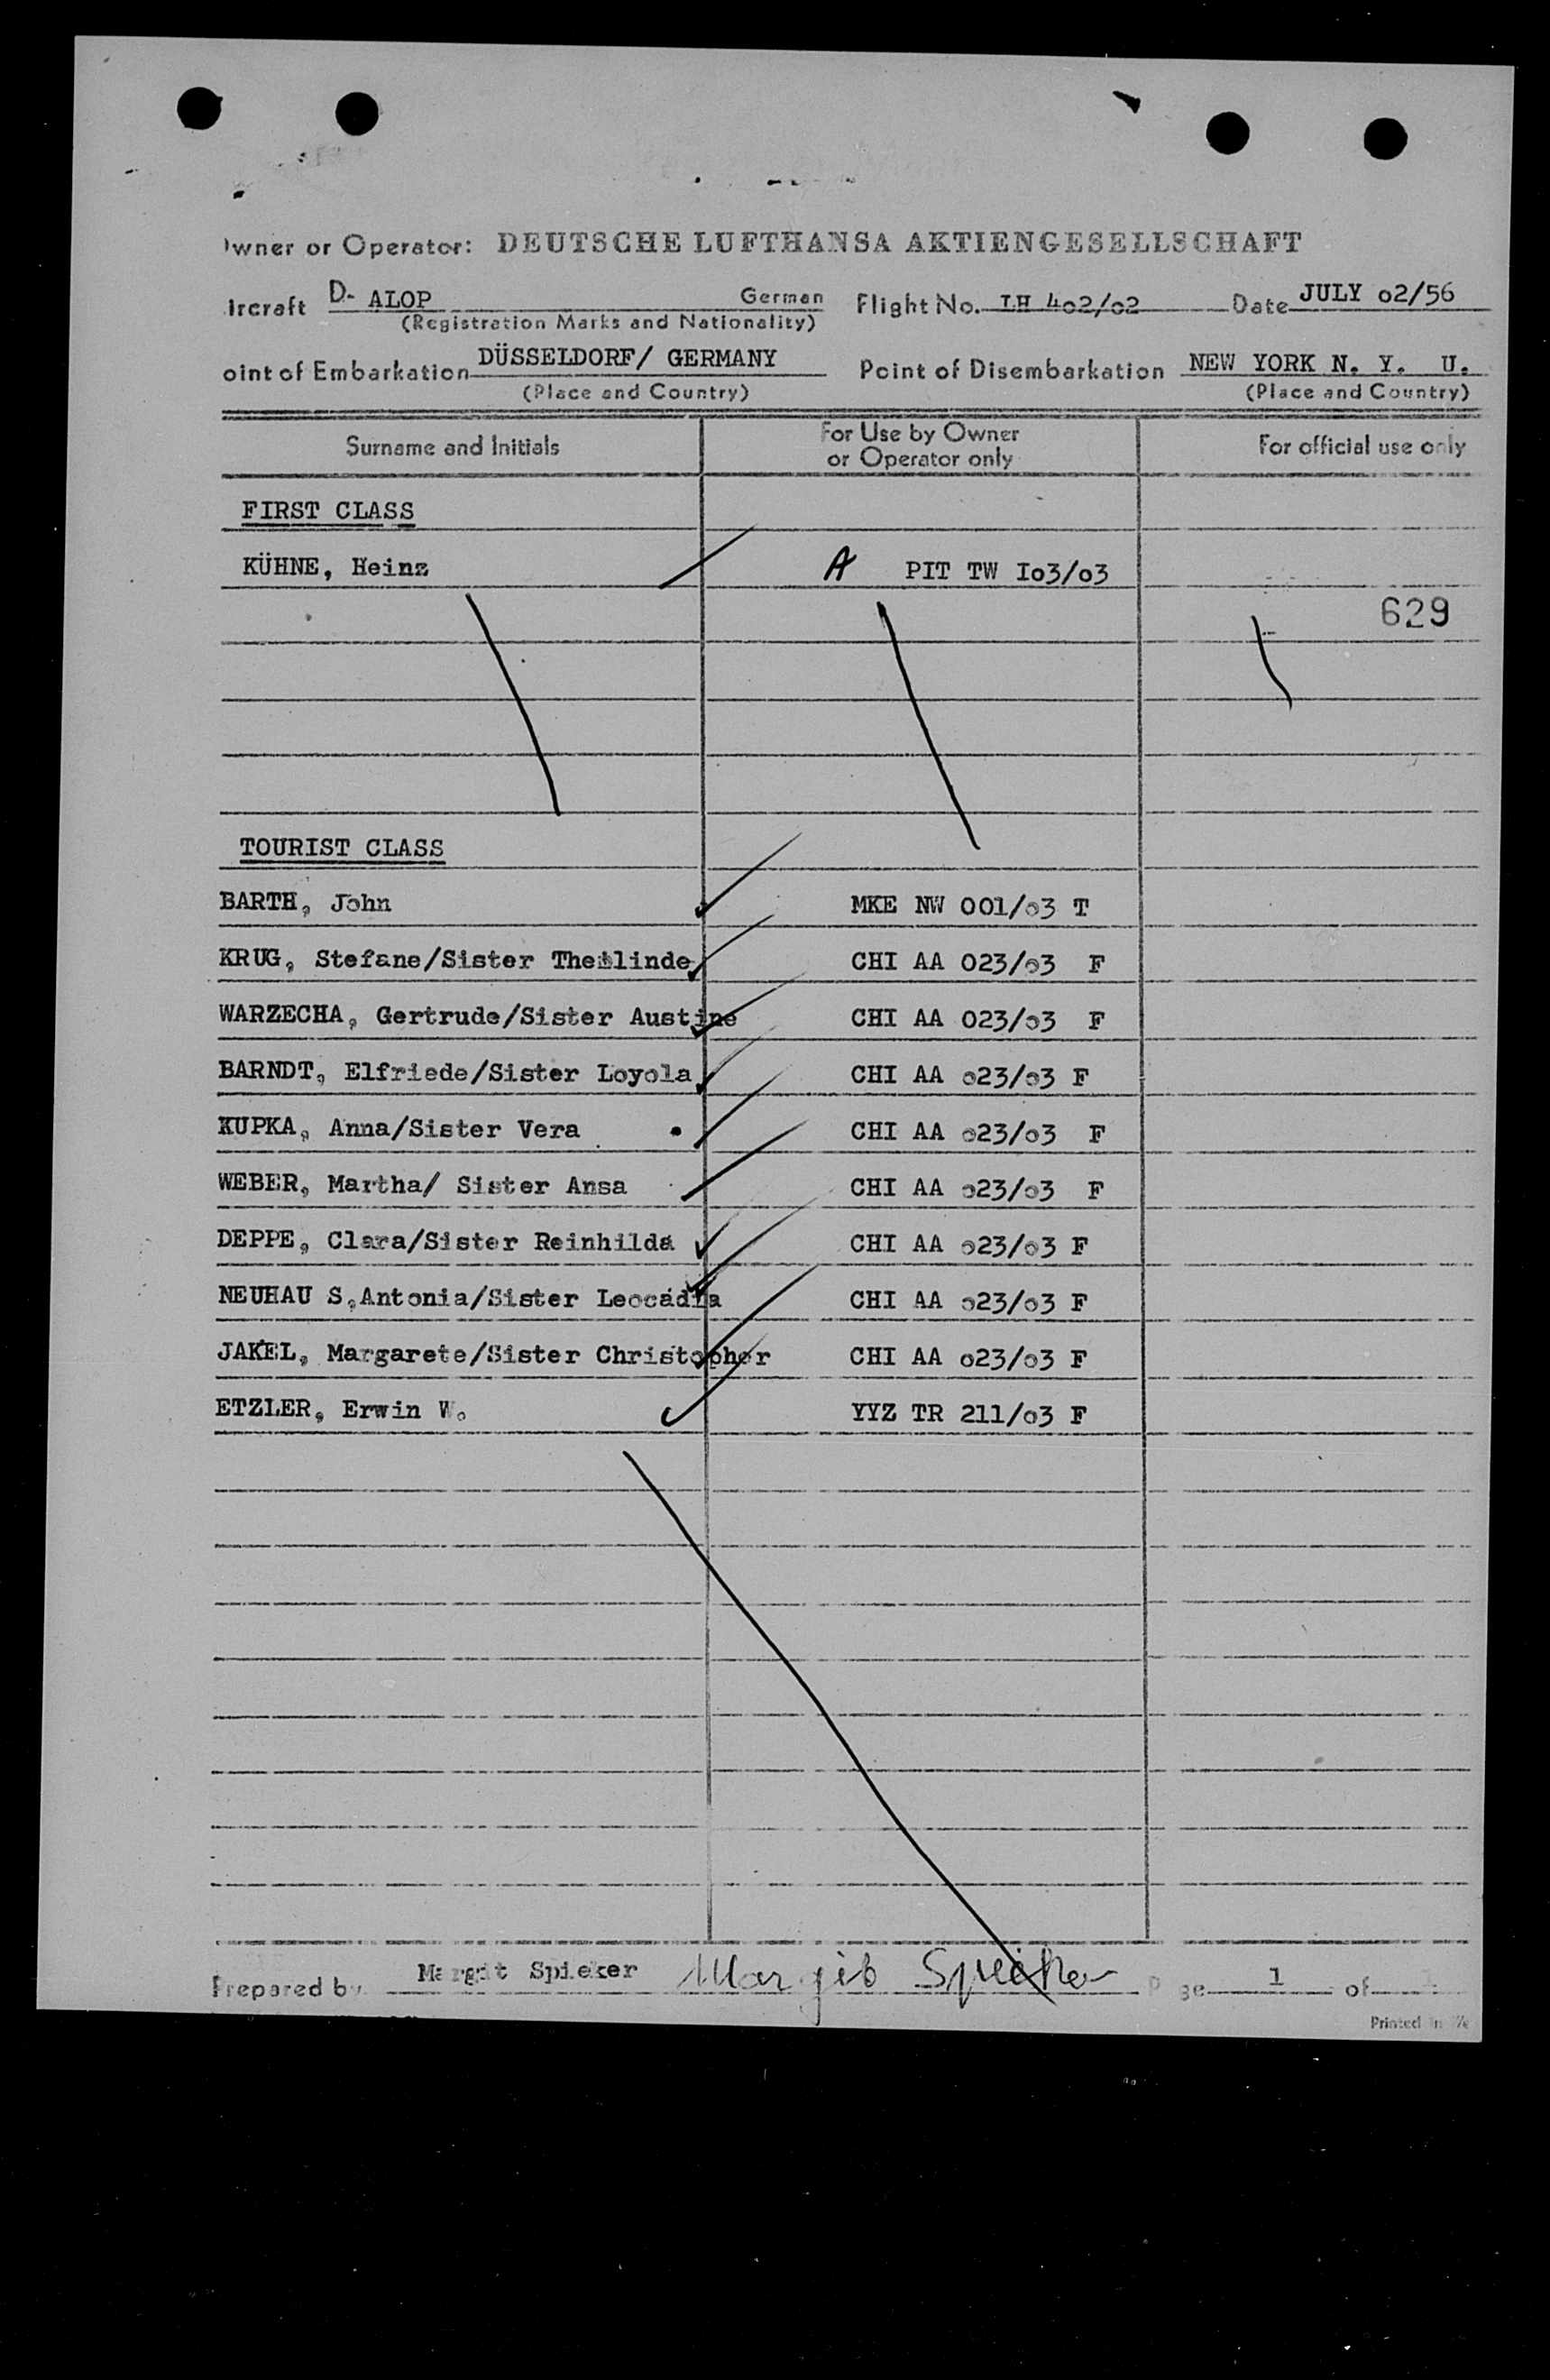 wner or Operator: DEUTSCHE LUFTHANSA AKTIENGESELLSCHAFT
ircraft D- ALOP German Flight No. LH 402/02 Date JULY 02/56
(Registration Marks and Nationality)
oint of Embarkation DÜSSELDORF/ GERMANY Point of Disembarkation NEW YORK N. Y. U.
(Place and Country) (Place and Country)
Surname and Initials For Use by Owner or Operator only For official use only
FIRST CLASS
KÜHNE, Heinz A PIT TW I03/03
629
TOURIST CLASS
BARTH, John MKE NW 001/03 T
KRUG, Stefane/Sister CHI AA 023/03 F
WARZECHA, Gertrude/Sister Austine CHI AA 023/03 F
BARNDT, Elfriede/Sister Loyola CHI AA 023/03 F
KUPKA, Anna/Sister Vera CHI AA 023/03 F
WEBER, Martha/ Sister Ansa CHI AA 023/03 F
DEPPE, Clara/Sister Reinhilda CHI AA 023/03 F
NEUHAU S,Antonia/Sister Leocadia CHI AA 023/03 F
JAKEL, Margarete/Sister Christopher CHI AA 023/03 F
ETZLER, Erwin W. YYZ TR 211/03 F
Prepared by Margit Spieker Margit Spieker Page 1 of
Printed in